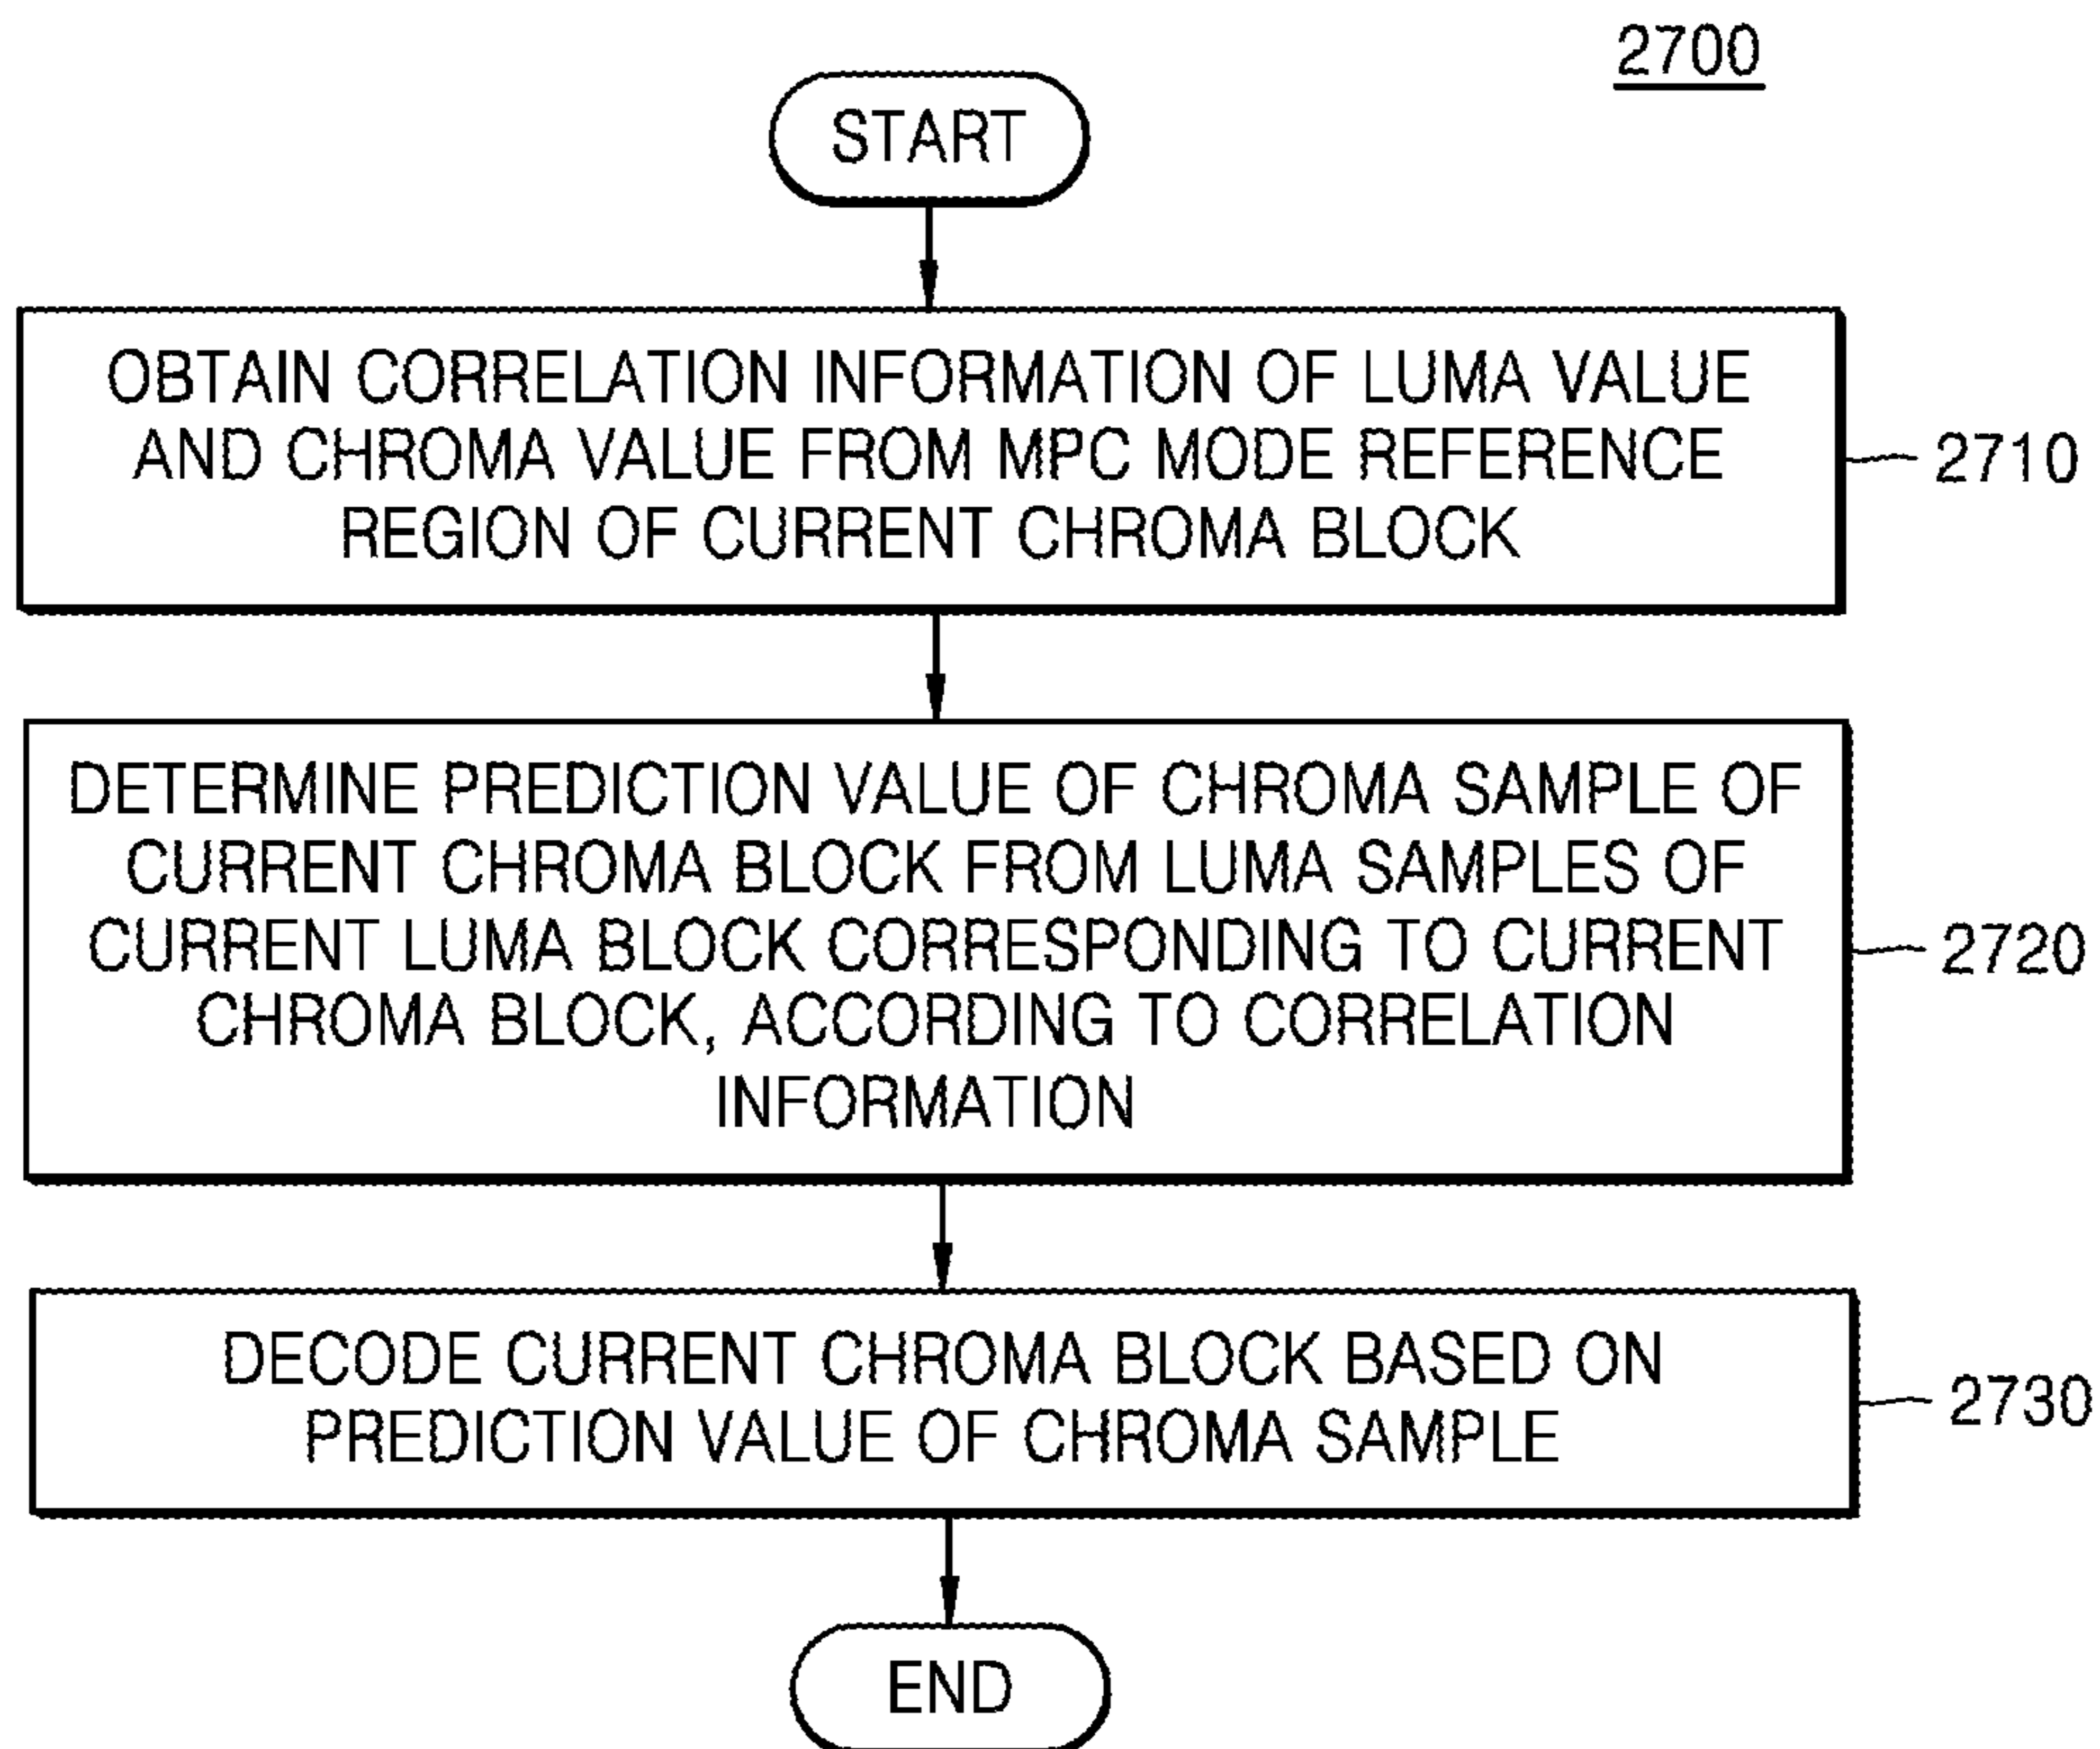 2700
START
OBTAIN CORRELATION INFORMATION OF LUMA VALUE
AND CHROMA VALUE FROM MPC MODE REFERENCE
REGION OF CURRENT CHROMA BLOCK
2710
DETERMINE PREDICTION VALUE OF CHROMA SAMPLE OF
CURRENT CHROMA BLOCK FROM LUMA SAMPLES OF
CURRENT LUMA BLOCK CORRESPONDING TO CURRENT
CHROMA BLOCK, ACCORDING TO CORRELATION
INFORMATION
2720
DECODE CURRENT CHROMA BLOCK BASED ON
PREDICTION VALUE OF CHROMA SAMPLE
2730
END